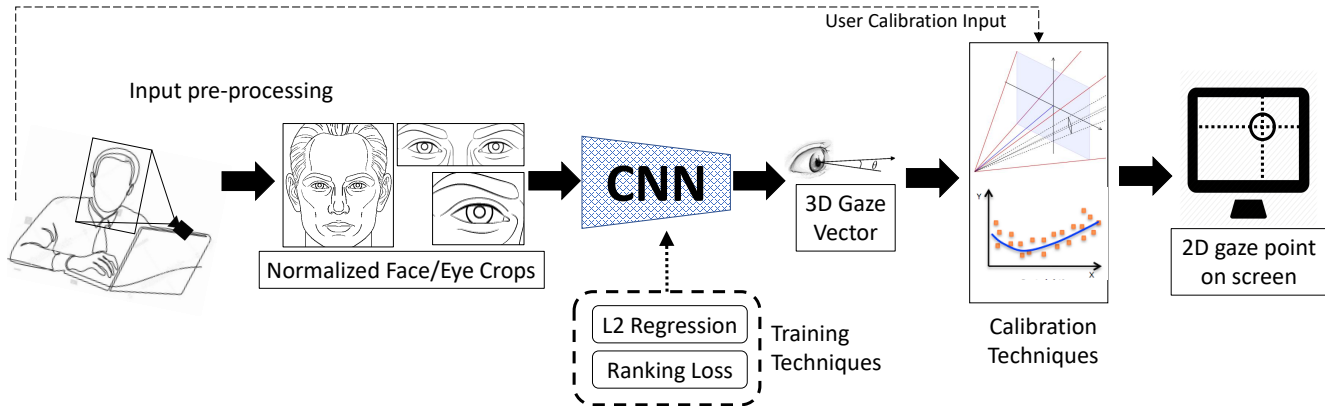 User Calibration Input
Input pre-processing
CNN
θ
3D Gaze
Vector
Y
X
Normalized Face/Eye Crops
2D gaze point
on screen
L2 Regression
Ranking Loss
Training
Techniques
Calibration
Techniques